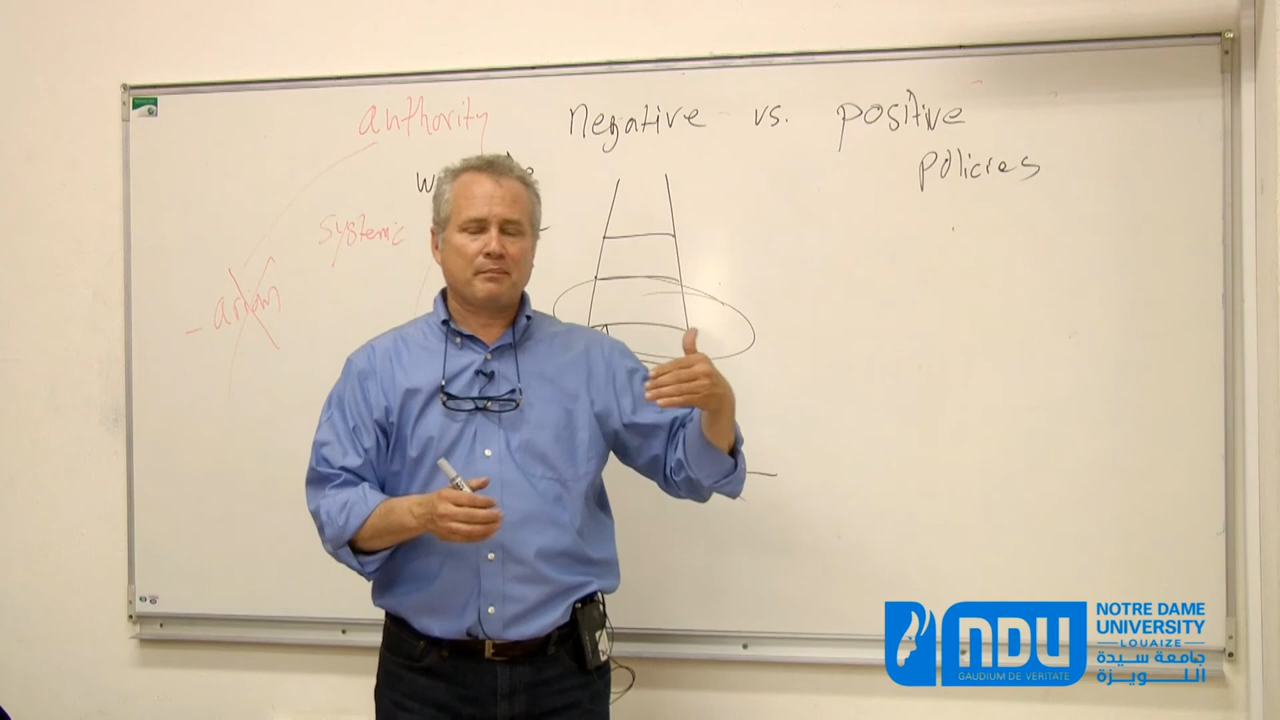 authority
negative vs. positive
policies
systemic
NDU
GAUDIUM DE VERITATE
NOTRE DAME
UNIVERSITY
LOUAIZE
جامعة سيدة
اللويزة